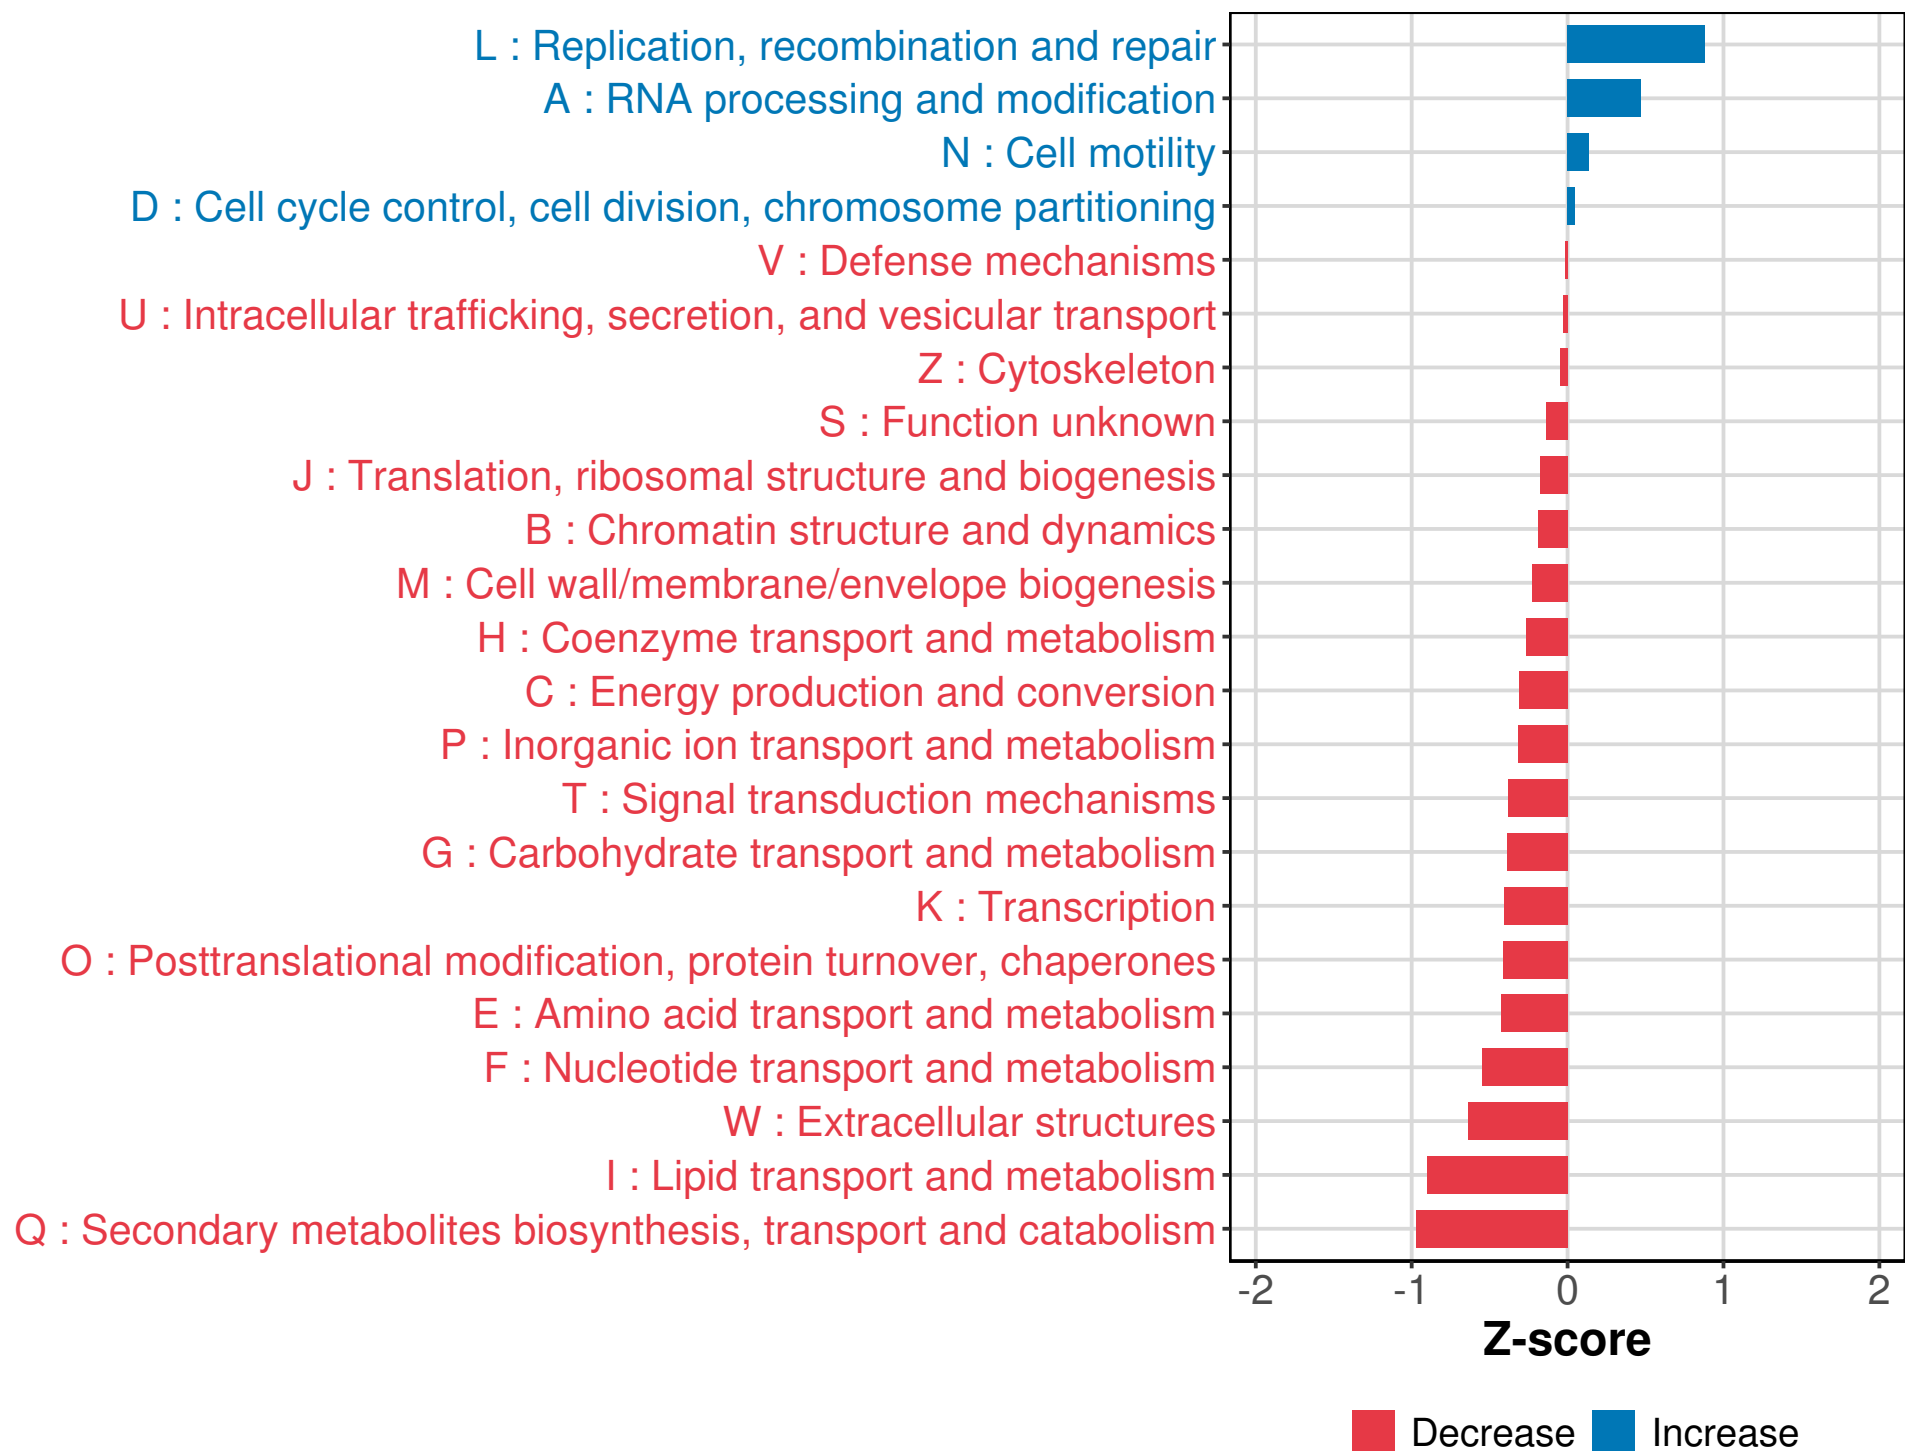 L : Replication, recombination and repair
A : RNA processing and modification
N : Cell motility
D : Cell cycle control, cell division, chromosome partitioning
V : Defense mechanisms
U : Intracellular trafficking, secretion, and vesicular transport
Z : Cytoskeleton
S : Function unknown
J : Translation, ribosomal structure and biogenesis
B : Chromatin structure and dynamics
M : Cell wall/membrane/envelope biogenesis
H : Coenzyme transport and metabolism
C : Energy production and conversion
P : Inorganic ion transport and metabolism
T : Signal transduction mechanisms
G : Carbohydrate transport and metabolism
K : Transcription
O : Posttranslational modification, protein turnover, chaperones
E : Amino acid transport and metabolism
F : Nucleotide transport and metabolism
W : Extracellular structures
I : Lipid transport and metabolism
Q : Secondary metabolites biosynthesis, transport and catabolism
-2 -1 0 1 2
Z-score
Decrease Increase